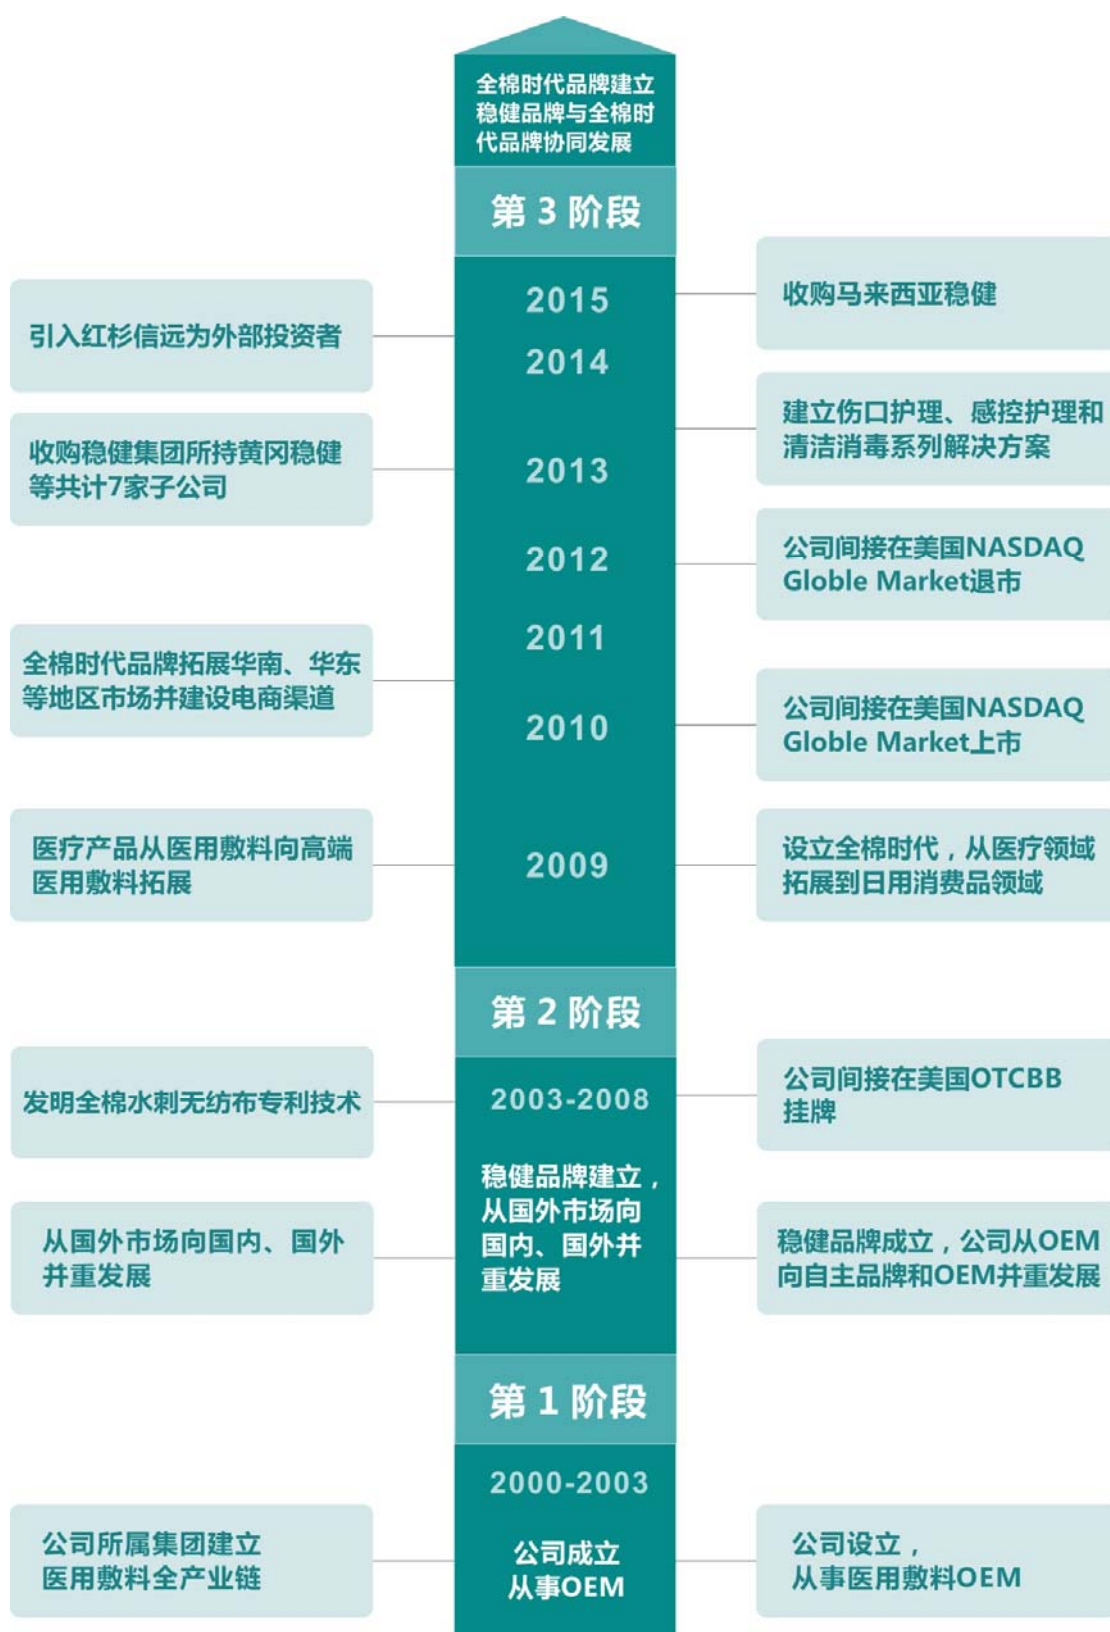 全棉时代品牌建立
稳健品牌与全棉时
代品牌协同发展
第 3 阶段
2015
收购马来西亚稳健
引入红杉信远为外部投资者
2014
建立伤口护理、感控护理和
清洁消毒系列解决方案
收购稳健集团所持黄冈稳健
等共计7家子公司
2013
2012
公司间接在美国NASDAQ
Globle Market退市
2011
全棉时代品牌拓展华南、华东
等地区市场并建设电商渠道
2010
公司间接在美国NASDAQ
Globle Market上市
医疗产品从医用敷料向高端
医用敷料拓展
2009
设立全棉时代，从医疗领域
拓展到日用消费品领域
第 2 阶段
发明全棉水刺无纺布专利技术
2003-2008
公司间接在美国OTCBB
挂牌
稳健品牌建立，
从国外市场向
国内、国外并
重发展
从国外市场向国内、国外
并重发展
稳健品牌成立，公司从OEM
向自主品牌和OEM并重发展
第 1 阶段
2000-2003
公司所属集团建立
医用敷料全产业链
公司成立
从事OEM
公司设立，
从事医用敷料OEM